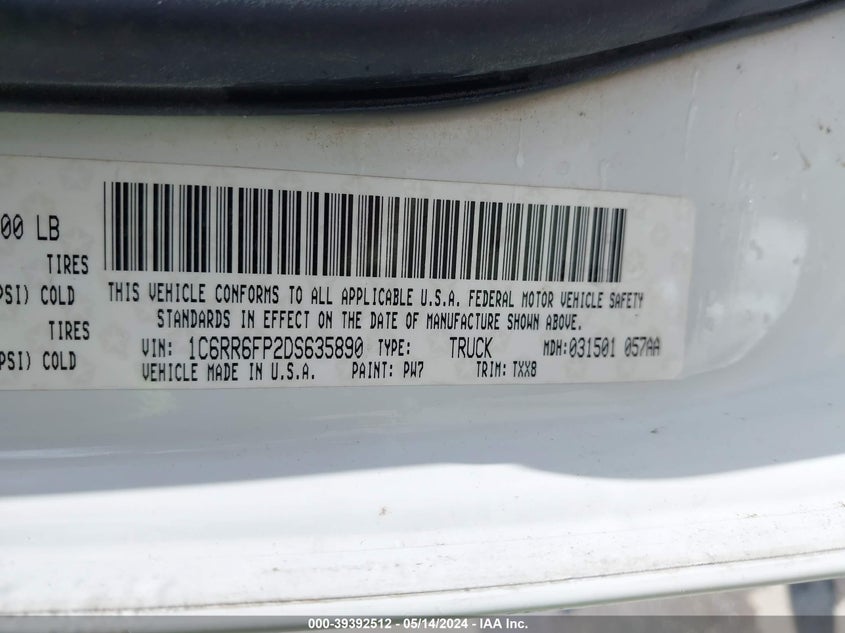 00 LB
TIRES
PSI) COLD
TIRES
PSI) COLD
THIS VEHICLE CONFORMS TO ALL APPLICABLE U.S.A. FEDERAL MOTOR VEHICLE SAFETY
STANDARDS IN EFFECT ON THE DATE OF MANUFACTURE SHOWN ABOVE.
VIN: 1C6RR6FP2DS635890 TYPE: TRUCK MDH:031501 057AA
VEHICLE MADE IN U.S.A. PAINT: PW7 TRIM: TXX8
000-39392512 - 05/14/2024 - IAA Inc.